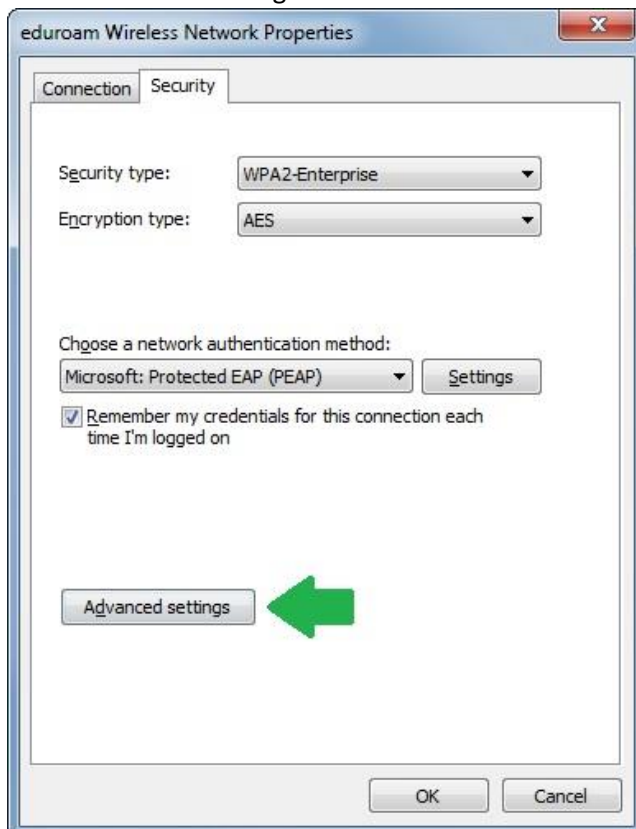 eduroam Wireless Network Properties
Connection Security
Security type: WPA2-Enterprise
Encryption type: AES
Choose a network authentication method:
Microsoft: Protected EAP (PEAP) Settings
Remember my credentials for this connection each
time I'm logged on
Advanced settings
OK Cancel